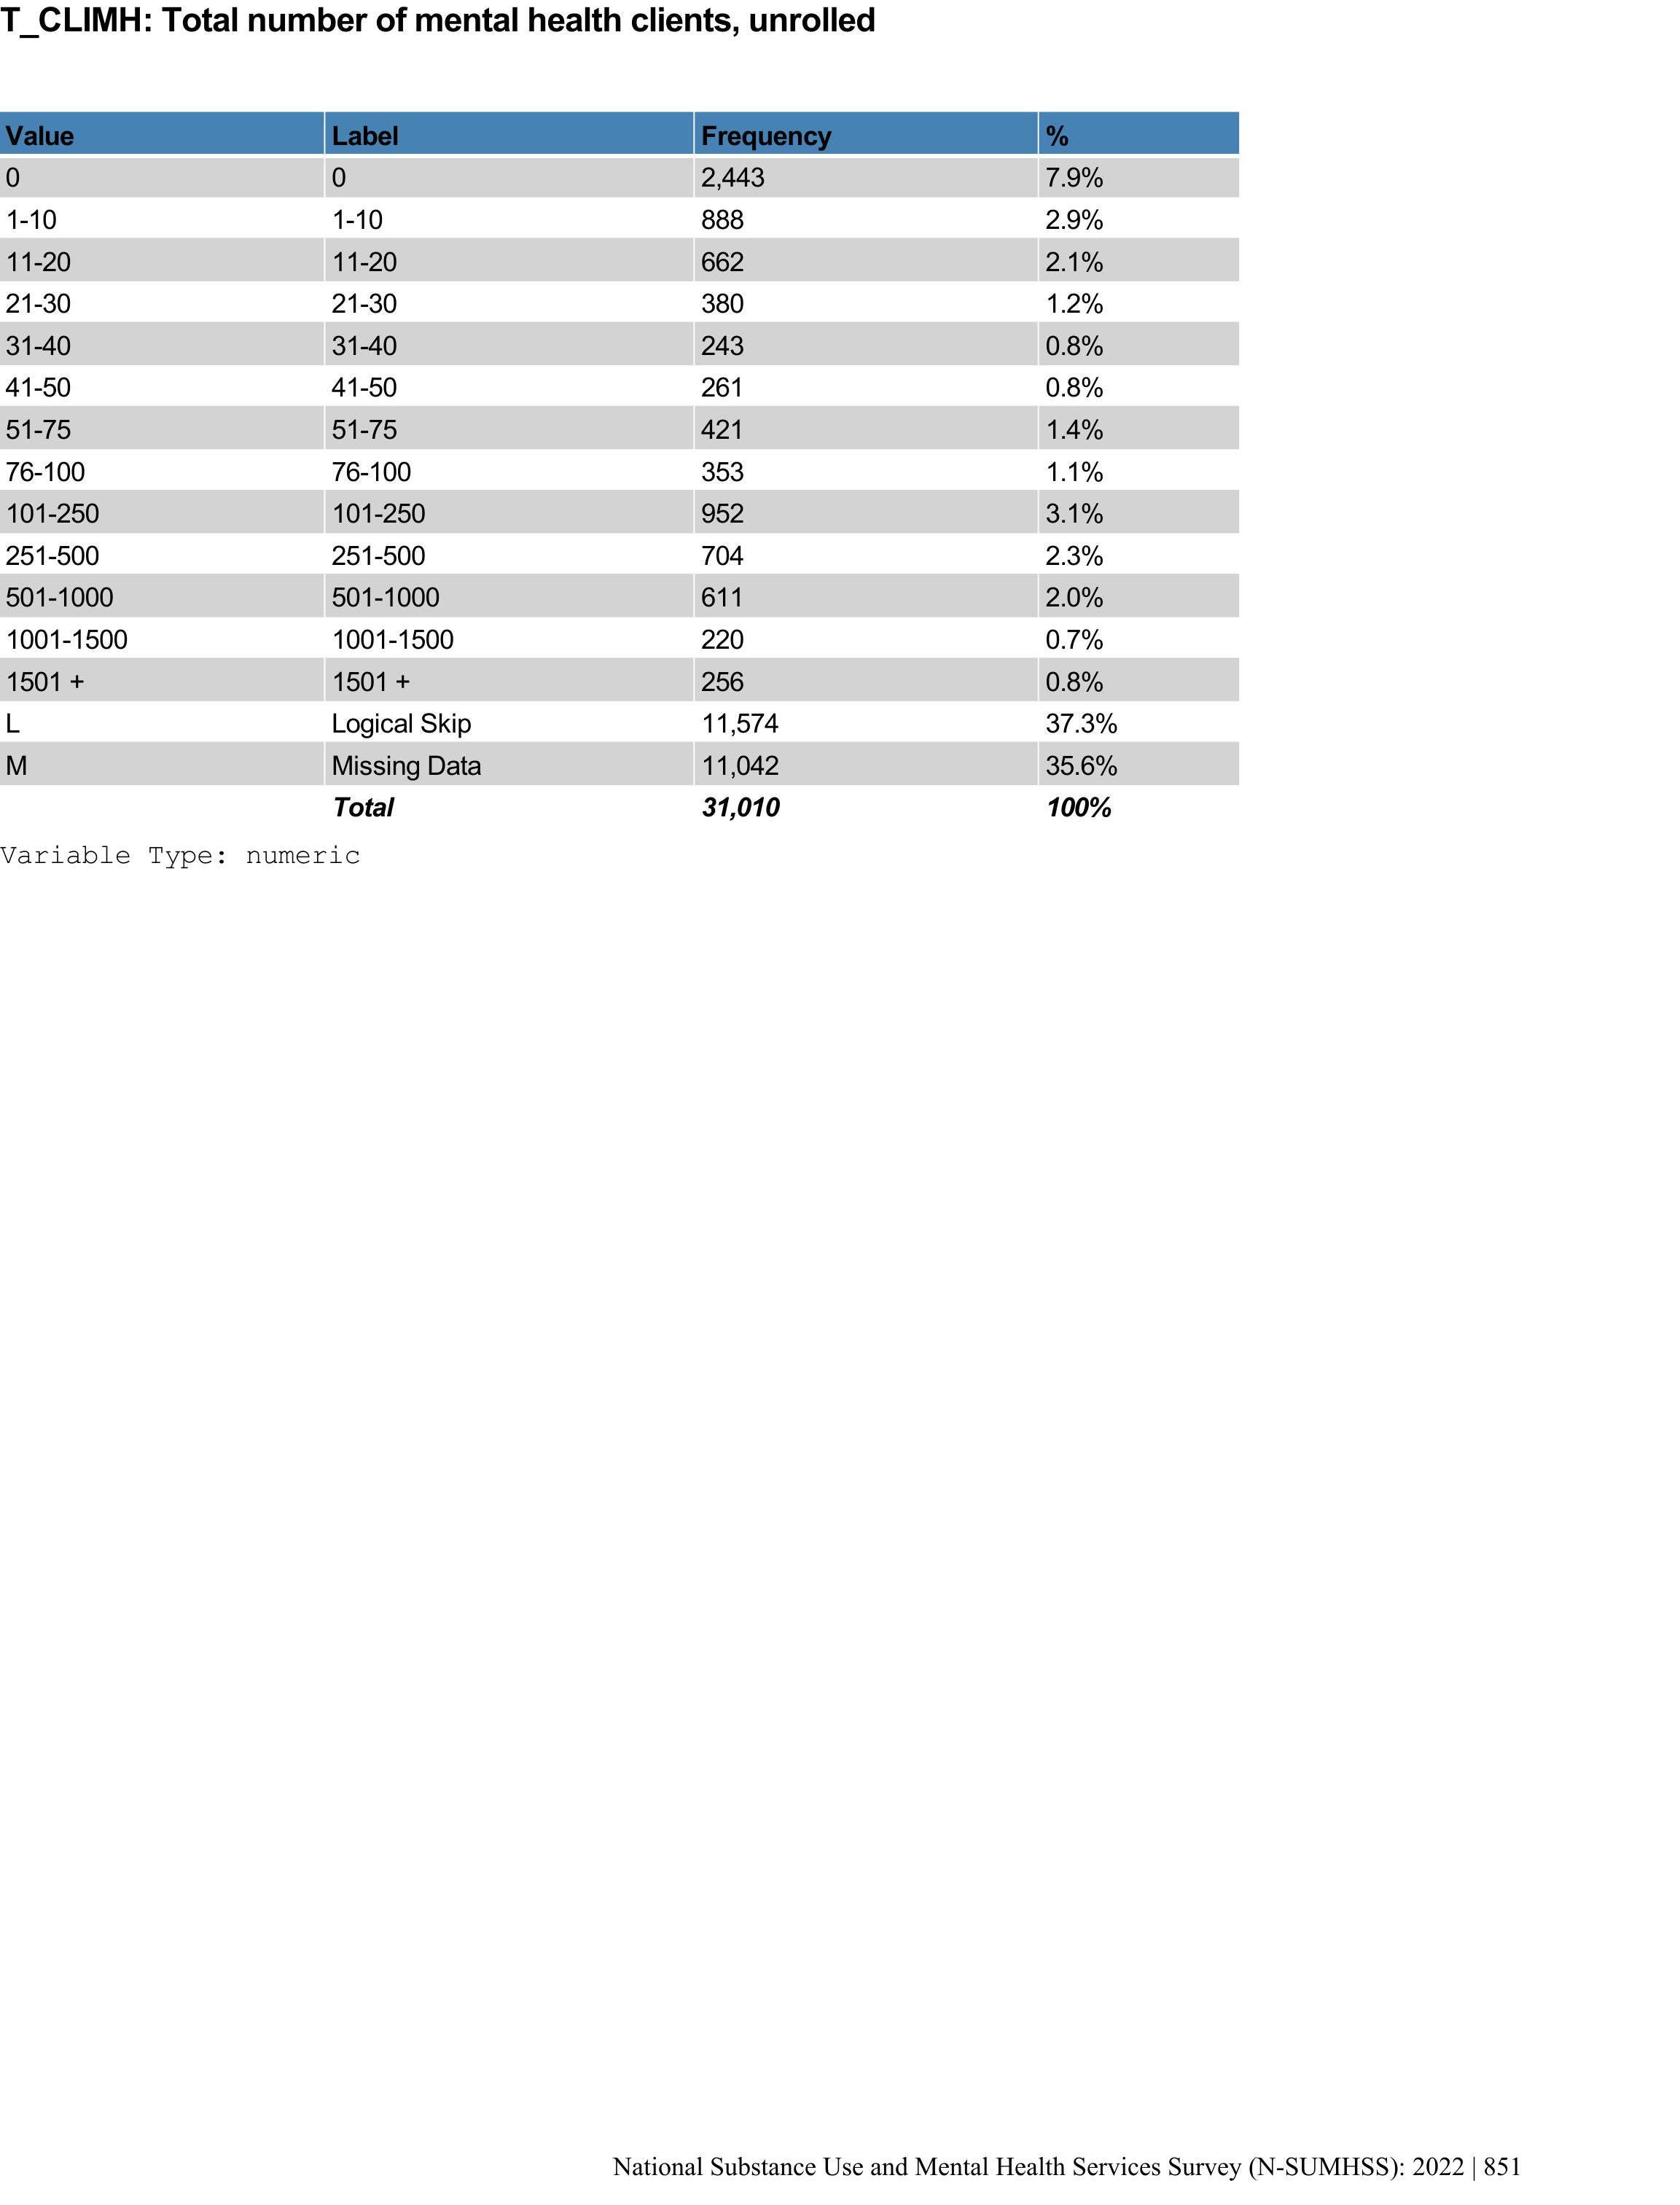 T_CLIMH: Total number of mental health clients, unrolled
Value Label Frequency %
0 0 2,443 7.9%
1-10 1-10 888 2.9%
11-20 11-20 662 2.1%
21-30 21-30 380 1.2%
31-40 31-40 243 0.8%
41-50 41-50 261 0.8%
51-75 51-75 421 1.4%
76-100 76-100 353 1.1%
101-250 101-250 952 3.1%
251-500 251-500 704 2.3%
501-1000 501-1000 611 2.0%
1001-1500 1001-1500 220 0.7%
1501 + 1501 + 256 0.8%
L Logical Skip 11,574 37.3%
M Missing Data 11,042 35.6%
Total 31,010 100%
Variable Type: numeric
National Substance Use and Mental Health Services Survey (N-SUMHSS): 2022 | 851